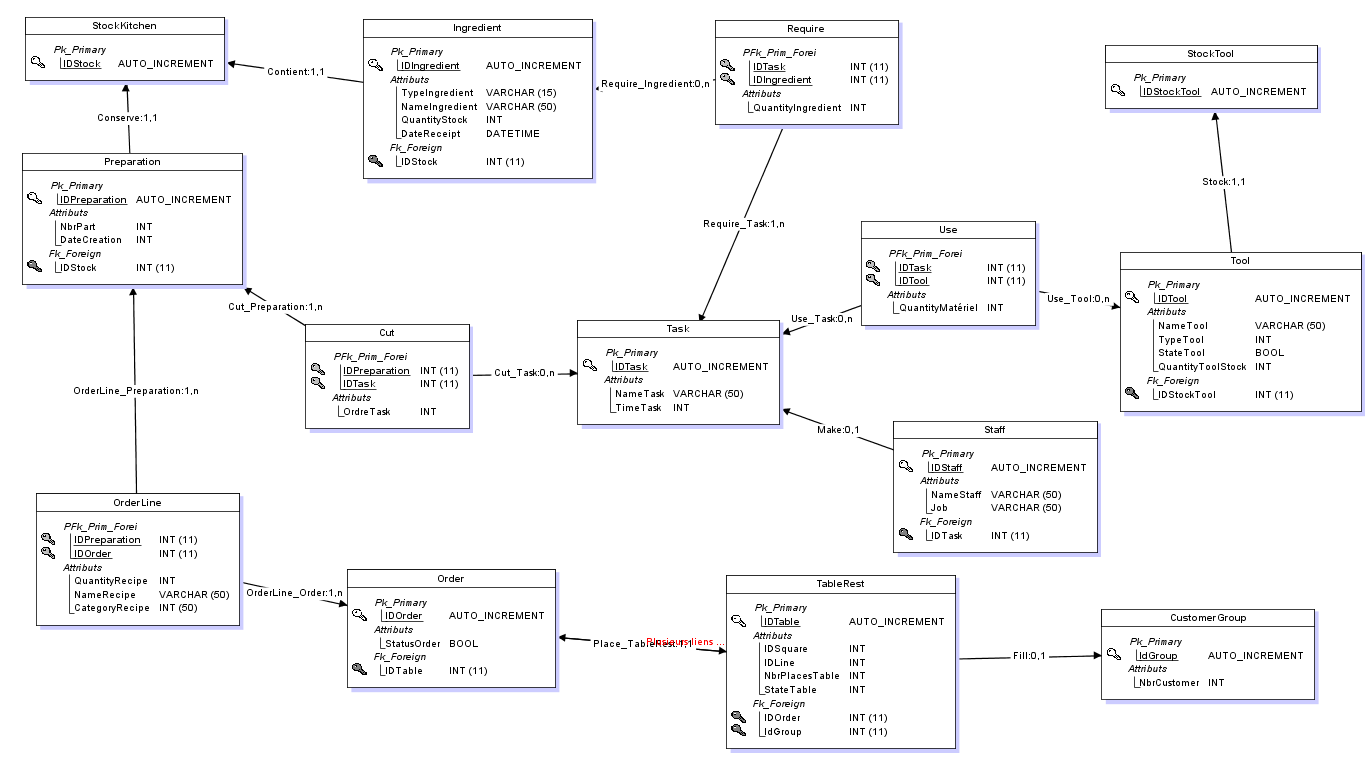 StockKitchen
Pk_Primary
IDStock AUTO_INCREMENT
Contient:1,1
Ingredient
Pk_Primary
IDIngredient AUTO_INCREMENT
Attributs
TypeIngredient VARCHAR (15)
NameIngredient VARCHAR (50)
QuantityStock INT
DateReceipt DATETIME
Fk_Foreign
IDStock INT (11)
Require_Ingredient:0,n
Require
PFk_Prim_Forei
IDTask INT (11)
IDIngredient INT (11)
Attributs
QuantityIngredient INT
StockTool
Pk_Primary
IDStockTool AUTO_INCREMENT
Conserve:1,1
Preparation
Pk_Primary
IDPreparation AUTO_INCREMENT
Attributs
NbrPart INT
DateCreation INT
Fk_Foreign
IDStock INT (11)
Require_Task:1,n
Stock:1,1
Use
PFk_Prim_Forei
IDTask INT (11)
IDTool INT (11)
Attributs
QuantityMatériel INT
Use_Tool:0,n
Use_Task:0,n
Tool
Pk_Primary
IDTool AUTO_INCREMENT
Attributs
NameTool VARCHAR (50)
TypeTool INT
StateTool BOOL
QuantityToolStock INT
Fk_Foreign
IDStockTool INT (11)
Cut_Preparation:1,n
Cut
PFk_Prim_Forei
IDPreparation INT (11)
IDTask INT (11)
Attributs
OrdreTask INT
Cut_Task:0,n
Task
Pk_Primary
IDTask AUTO_INCREMENT
Attributs
NameTask VARCHAR (50)
TimeTask INT
OrderLine_Preparation:1,n
Make:0,1
Staff
Pk_Primary
IDStaff AUTO_INCREMENT
Attributs
NameStaff VARCHAR (50)
Job VARCHAR (50)
Fk_Foreign
IDTask INT (11)
OrderLine
PFk_Prim_Forei
IDPreparation INT (11)
IDOrder INT (11)
Attributs
QuantityRecipe INT
NameRecipe VARCHAR (50)
CategoryRecipe INT (50)
OrderLine_Order:1,n
Order
Pk_Primary
IDOrder AUTO_INCREMENT
Attributs
StatusOrder BOOL
Fk_Foreign
IDTable INT (11)
Place_TableRest:1,1
Plusieurs liens ...
TableRest
Pk_Primary
IDTable AUTO_INCREMENT
Attributs
IDSquare INT
IDLine INT
NbrPlacesTable INT
StateTable INT
Fk_Foreign
IDOrder INT (11)
IdGroup INT (11)
Fill:0,1
CustomerGroup
Pk_Primary
IdGroup AUTO_INCREMENT
Attributs
NbrCustomer INT